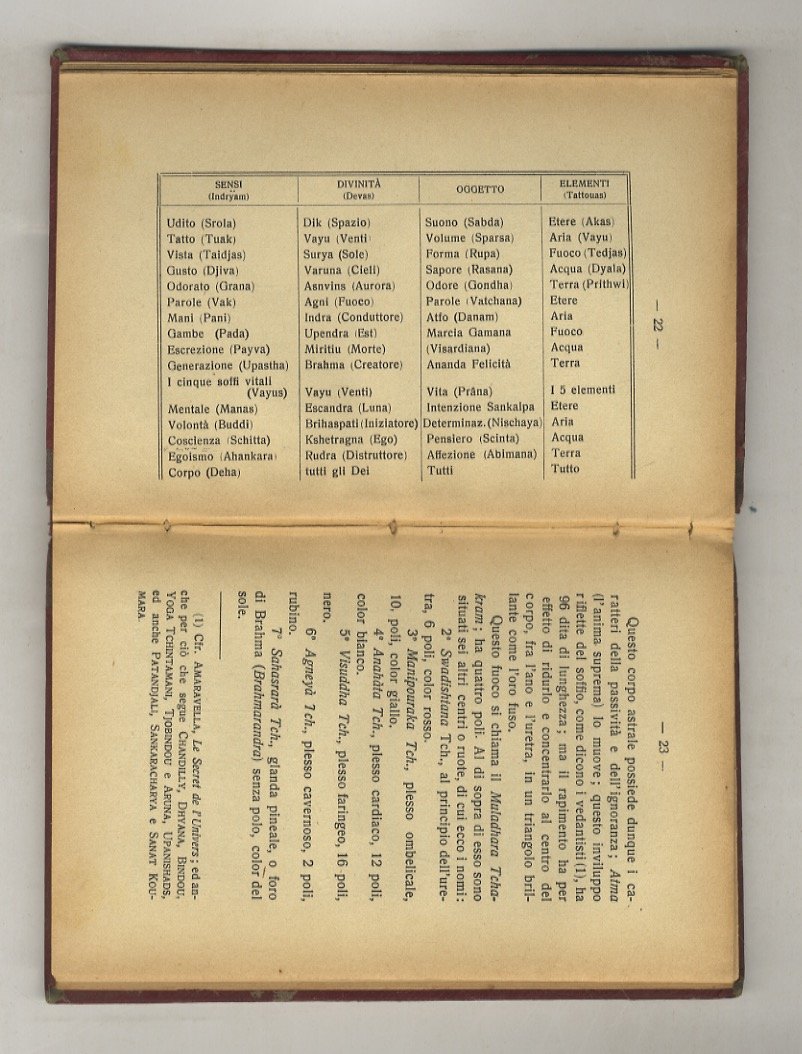 — 22 —
SENSI (Indryam) DIVINITÀ (Devas) OGGETTO ELEMENTI (Tattouas)
Udito (Srola) Dik (Spazio) Suono (Sabda) Etere (Akas)
Tatto (Tuak) Vayu (Venti) Volume (Sparsa) Aria (Vayu)
Vista (Taidjas) Surya (Sole) Forma (Rupa) Fuoco (Tedjas)
Gusto (Djiva) Varuna (Cieli) Sapore (Rasana) Acqua (Dyala)
Odorato (Grana) Asnvins (Aurora) Odore (Gondha) Terra (Prithwi)
Parole (Vak) Agni (Fuoco) Parole (Vatchana) Etere
Mani (Pani) Indra (Conduttore) Atfo (Danam) Aria
Gambe (Pada) Upendra (Est) Marcia Gamana Fuoco
Escrezione (Payva) Miritiu (Morte) (Visardiana) Acqua
Generazione (Upastha) Brahma (Creatore) Ananda Felicità Terra
I cinque soffi vitali
(Vayus) Vayu (Venti) Vita (Prâna) I 5 elementi
Mentale (Manas) Escandra (Luna) Intenzione Sankalpa Etere
Volontà (Buddi) Brihaspati (Iniziatore) Determinaz. (Nischaya) Aria
Coscienza (Schitta) Kshetragna (Ego) Pensiero (Scinta) Acqua
Egoismo (Ahankara) Rudra (Distruttore) Affezione (Abimana) Terra
Corpo (Deha) tutti gli Dei Tutti Tutto
— 23 —
Questo corpo astrale possiede dunque i ca-
ratteri della passività e dell'ignoranza; Atma
(l'anima suprema) lo muove; questo inviluppo
riflette del soffio, come dicono i vedantisti (1), ha
96 dita di lunghezza; ma il rapimento ha per
effetto di ridurlo e concentrarlo al centro del
corpo, fra l'ano e l'uretra, in un triangolo bril-
lante come l'oro fuso.
Questo fuoco si chiama il Muladhara Tcha-
kram; ha quattro poli. Al di sopra di esso sono
situati sei altri centri o ruote, di cui ecco i nomi:
2° Swadishtana Tch., al principio dell'ure-
tra, 6 poli, color rosso.
3° Manipouraka Tch., plesso ombelicale,
10, poli, color giallo.
4° Anahàta Tch., plesso cardiaco, 12 poli,
color bianco.
5° Visuddha Tch., plesso faringeo, 16 poli,
nero.
6° Agneyà Tch., plesso cavernoso, 2 poli,
rubino.
7° Sahasrarà Tch., glanda pineale, o foro
di Brahma (Brahmarandra) senza polo, color del
sole.
(1) Cfr. AMARAVELLA, Le Secret de l'Univers; ed an-
che per ciò che segue CHANDILLY, DHYANA, BINDOU,
YOGA TCHINTAMANI, TJOBINDOU e ARUNA, UPANISHADS,
ed anche PATANDJALI, SANKARACHARYA e SANAT KOU-
MARA